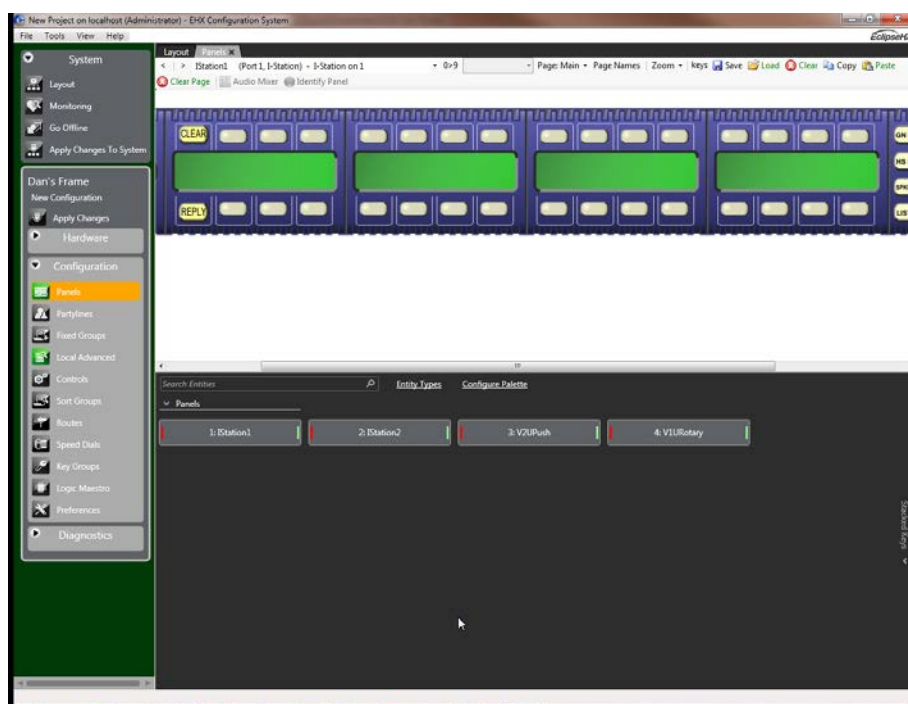 New Project on localhost (Administrator) - EHX Configuration System
File Tools View Help
System
Layout
Monitoring
Go Offline
Apply Changes To System
Dan's Frame
New Configuration
Apply Changes
Hardware
Configuration
Panels
Partylines
Fixed Groups
Local Advanced
Controls
Sort Groups
Routes
Speed Dials
Key Groups
Logic Maestro
Preferences
Diagnostics
Layout Panels
< > IStation1 (Port 1, I-Station) - I-Station on 1 0>9 Page: Main Page Names Zoom keys Save Load Clear Copy Paste
Clear Page Audio Mixer Identify Panel
CLEAR
REPLY
GN
HS
SPK
LIS
Search Entities Entity Types Configure Palette
Panels
1: IStation1 2: IStation2 3: V2UPush 4: V1URotary
Stacked Keys